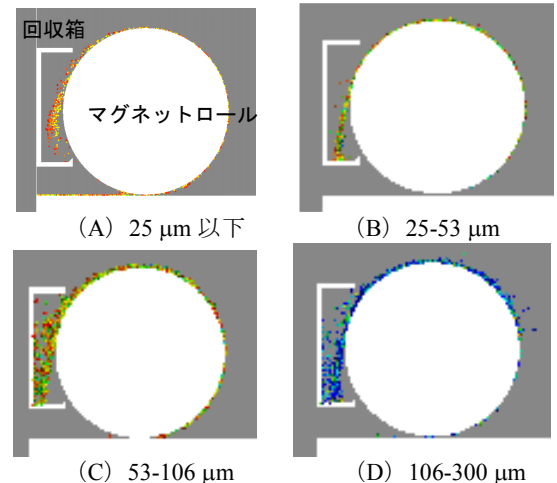 回収箱
マグネットロール
(A) 25 μm 以下
(B) 25-53 μm
(C) 53-106 μm
(D) 106-300 μm